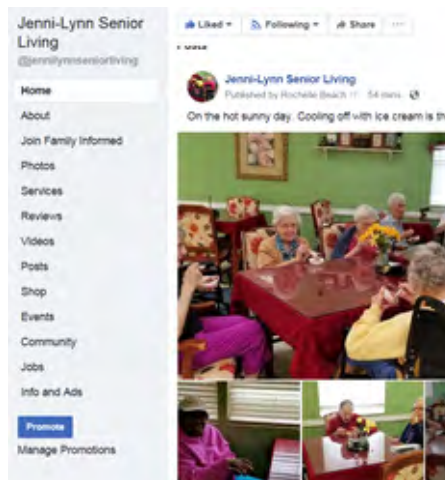 Jenni-Lynn Senior
Living
@jennilynnseniorliving
Home
About
Join Family Informed
Photos
Services
Reviews
Videos
Posts
Shop
Events
Community
Jobs
Info and Ads
Promote
Manage Promotions
Liked
Following
Share
...
Posts
Jenni-Lynn Senior Living
Published by Rochelle Beach · 54 mins ·
On the hot sunny day. Cooling off with ice cream is th